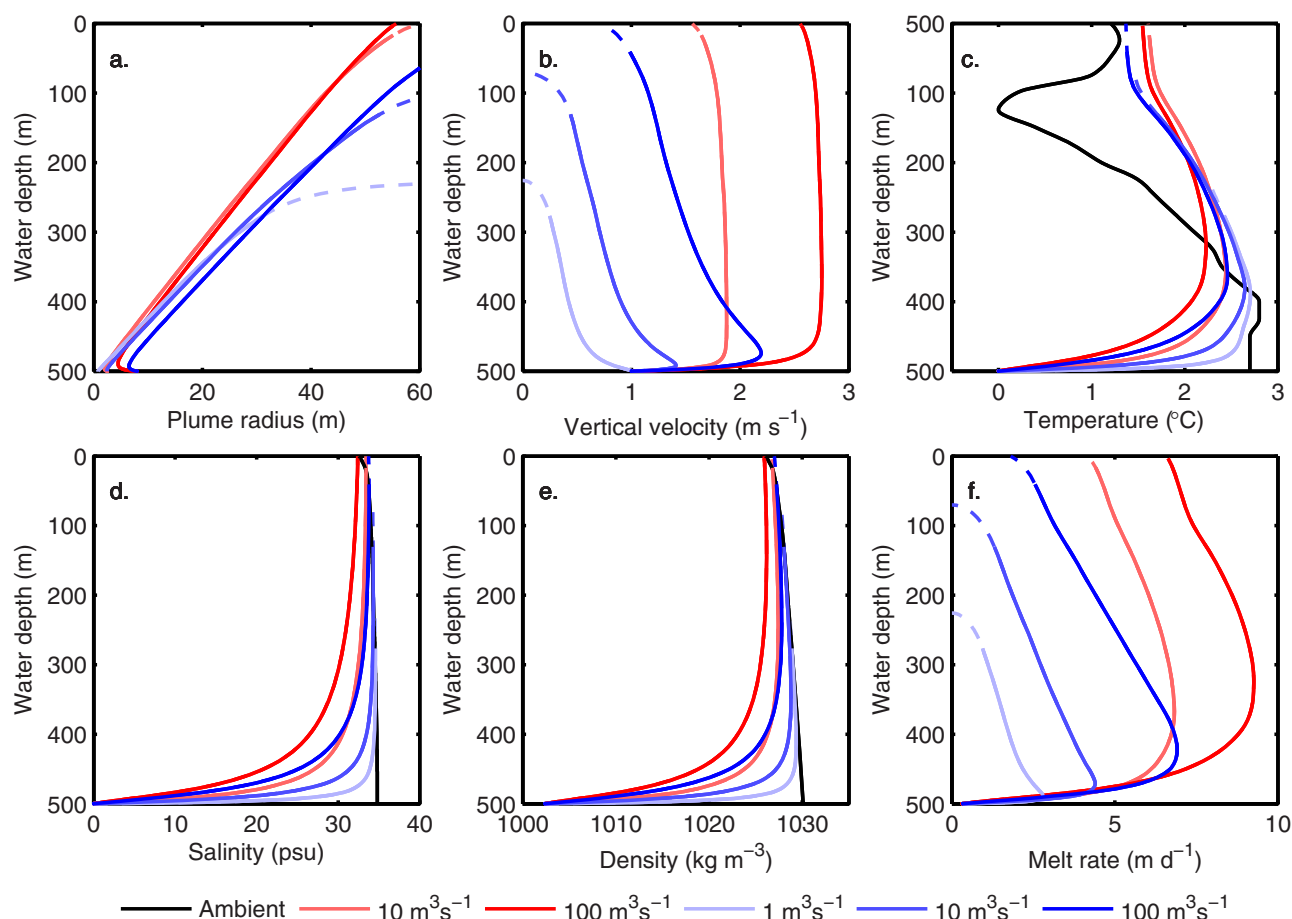 a.
0
100
200
300
400
500
Water depth (m)
0
20
40
60
Plume radius (m)
b.
0
100
200
300
400
500
Water depth (m)
0
1
2
3
Vertical velocity (m s⁻¹)
c.
500
100
200
300
400
500
Water depth (m)
0
1
2
3
Temperature (°C)
d.
0
100
200
300
400
500
Water depth (m)
0
10
20
30
40
Salinity (psu)
e.
0
100
200
300
400
500
Water depth (m)
1000
1010
1020
1030
Density (kg m⁻³)
f.
0
100
200
300
400
500
Water depth (m)
0
5
10
Melt rate (m d⁻¹)
Ambient
10 m³s⁻¹
100 m³s⁻¹
1 m³s⁻¹
10 m³s⁻¹
100 m³s⁻¹